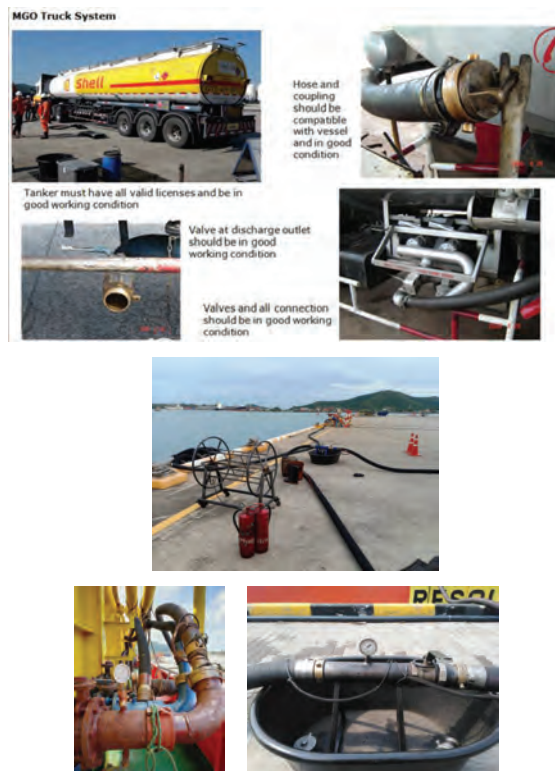 MGO Truck System
Shell
Hose and
coupling
should be
compatible
with vessel
and in good
condition
Tanker must have all valid licenses and be in
good working condition
Valve at discharge outlet
should be in good
working condition
Valves and all connection
should be in good working
condition